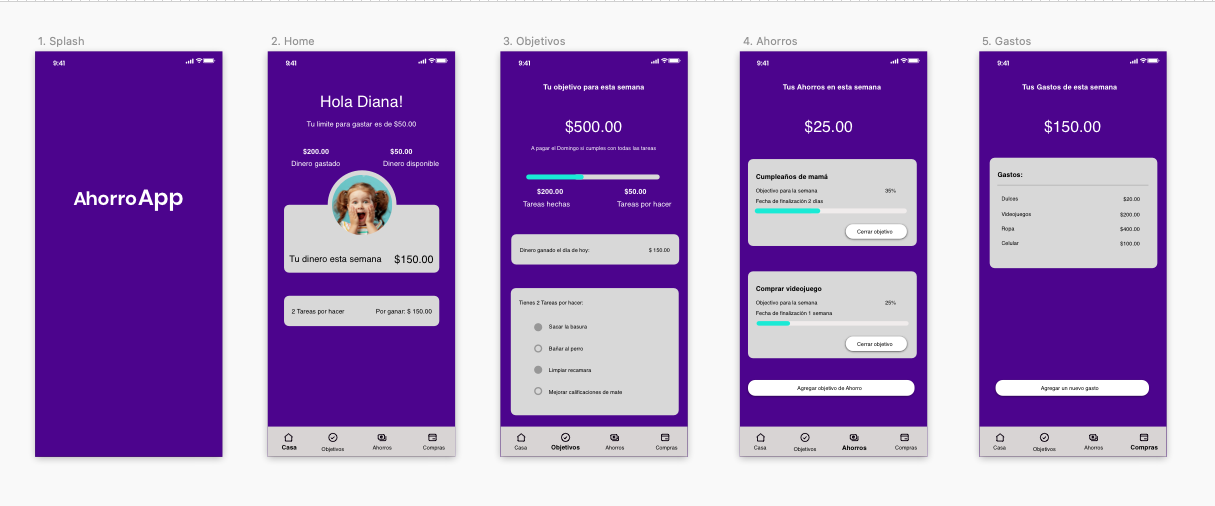 1. Splash
9:41
AhorroApp
2. Home
9:41
Hola Diana!
Tu limite para gastar es de $50.00
$200.00 $50.00
Dinero gastado Dinero disponible
Tu dinero esta semana $150.00
2 Tareas por hacer Por ganar: $ 150.00
Casa Objetivos Ahorros Compras
3. Objetivos
9:41
Tu objetivo para esta semana
$500.00
A pagar el Domingo si cumples con todas las tareas
$200.00 $50.00
Tareas hechas Tareas por hacer
Dinero ganado el dia de hoy: $ 150.00
Tienes 2 Tareas por hacer:
Sacar la basura
Bañar al perro
Limpiar recamara
Mejorar calificaciones de mate
Casa Objetivos Ahorros Compras
4. Ahorros
9:41
Tus Ahorros en esta semana
$25.00
Cumpleaños de mamá
Objectivo para la semana 35%
Fecha de finalización 2 días
Cerrar objetivo
Comprar videojuego
Objectivo para la semana 25%
Fecha de finalización 1 semana
Cerrar objetivo
Agregar objetivo de Ahorro
Casa Objetivos Ahorros Compras
5. Gastos
9:41
Tus Gastos de esta semana
$150.00
Gastos:
Dulces $20.00
Videojuegos $200.00
Ropa $400.00
Celular $100.00
Agregar un nuevo gasto
Casa Objetivos Ahorros Compras